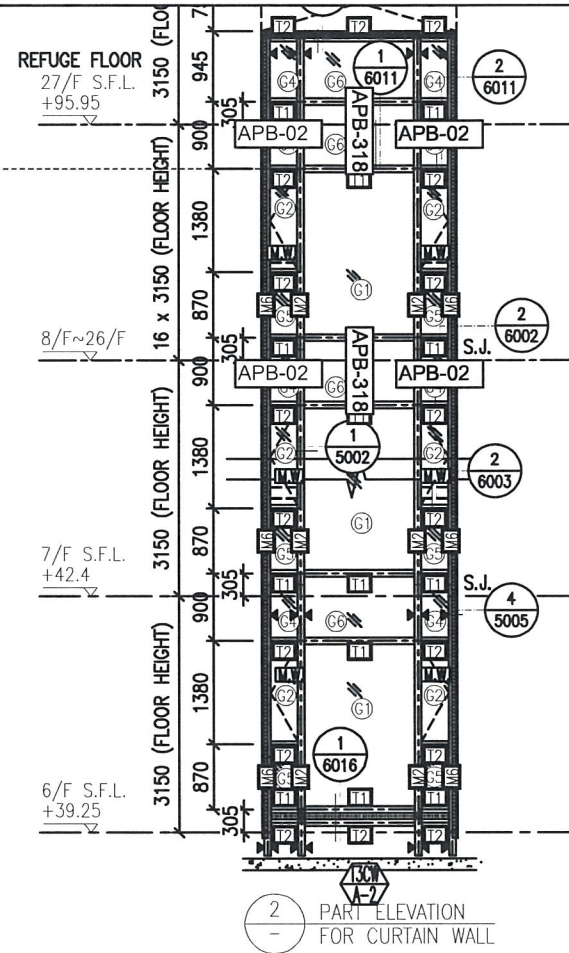 T2 T2 T2
3150 (FLOO
945
REFUGE FLOOR
27/F S.F.L.
+95.95
G4 G6 G4
1
6011
2
6011
T1 T1
305
900
APB-02 APB-318 APB-02
G6
T2 T1 T2
16 x 3150 (FLOOR HEIGHT)
1380
G2 G2
M.W M.W
T2 T2
870
G1
M6 M2 M2 M6
G5 G5
2
6002
8/F~26/F
305
T1 T1
S.J.
900
APB-02 APB-318 APB-02
G6
T2 T1 T2
3150 (FLOOR HEIGHT)
1380
G2 G2
1
5002
2
6003
M.W M.W
T2 T2
870
G1
M6 M2 M2 M6
G5 G5
7/F S.F.L.
+42.4
305
T1 T1 T1
S.J.
900
G4 G6 G4
4
5005
T2 T1 T2
3150 (FLOOR HEIGHT)
1380
M.W M.W
G2 G1 G2
1
6016
T2 T2
870
M6 G5 M2 M2 G5 M6
6/F S.F.L.
+39.25
T1 T1 T1
305
T2 T2 T2
T3CW
A-2
2
-
PART ELEVATION
FOR CURTAIN WALL